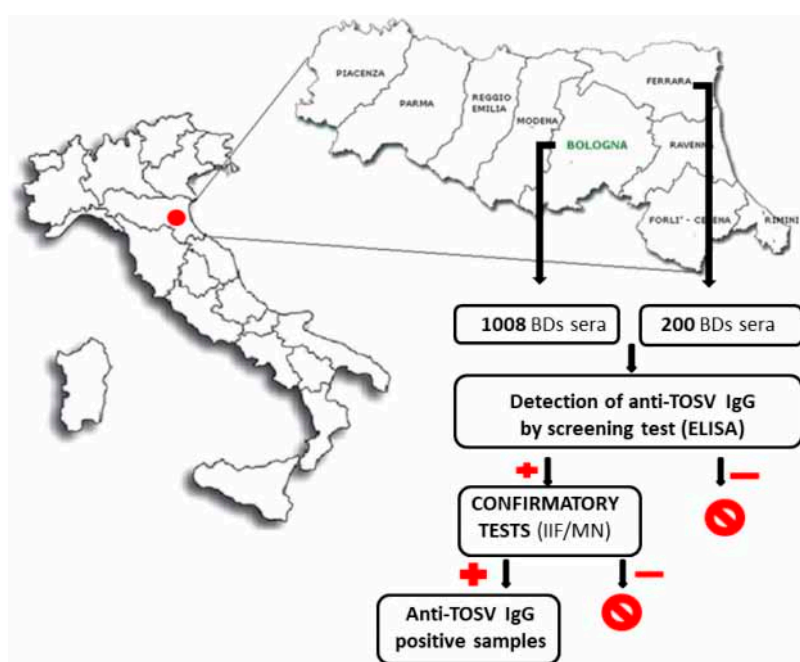 PIACENZA
PARMA
REGGIO
EMILIA
MODENA
BOLOGNA
FERRARA
RAVENNA
FORLI' - CESENA
RIMINI
1008 BDs sera
200 BDs sera
Detection of anti-TOSV IgG
by screening test (ELISA)
CONFIRMATORY
TESTS (IIF/MN)
Anti-TOSV IgG
positive samples